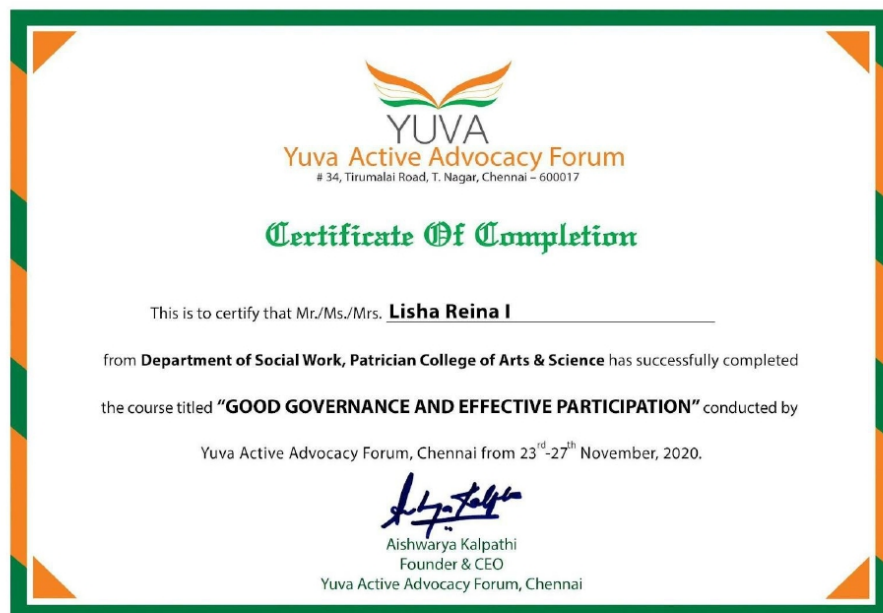 YUVA
Yuva Active Advocacy Forum
# 34, Tirumalai Road, T. Nagar, Chennai – 600017
Certificate Of Completion
This is to certify that Mr./Ms./Mrs. Lisha Reina I
from Department of Social Work, Patrician College of Arts & Science has successfully completed
the course titled “GOOD GOVERNANCE AND EFFECTIVE PARTICIPATION” conducted by
Yuva Active Advocacy Forum, Chennai from 23rd-27th November, 2020.
Aishwarya Kalpathi
Founder & CEO
Yuva Active Advocacy Forum, Chennai